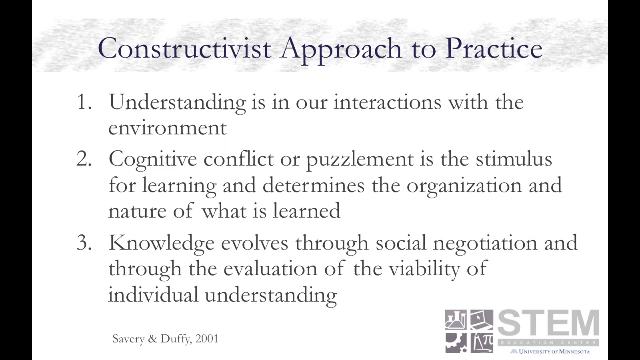 Constructivist Approach to Practice
1. Understanding is in our interactions with the
environment
2. Cognitive conflict or puzzlement is the stimulus
for learning and determines the organization and
nature of what is learned
3. Knowledge evolves through social negotiation and
through the evaluation of the viability of
individual understanding
Savery & Duffy, 2001
STEM
EDUCATION CENTER
UNIVERSITY OF MINNESOTA